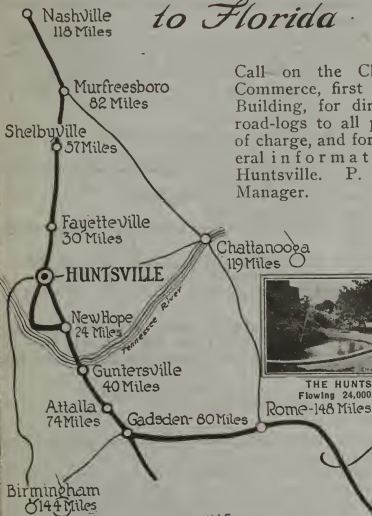 to Florida
Nashville
118 Miles
Murfreesboro
82 Miles
Call on the
Commerce, first
Building, for
road-logs to all
of charge, and for
eral informat
Huntsville. P.
Manager.
Shelbyville
57 Miles
Fayetteville
30 Miles
Chattanooga
119 Miles
HUNTSVILLE
New Hope
24 Miles
Tennessee River
Guntersville
40 Miles
THE HUNTS
Flowing 24,000
Attalla
74 Miles
Gadsden- 80 Miles
Rome-148 Miles
Birmingham
144 Miles